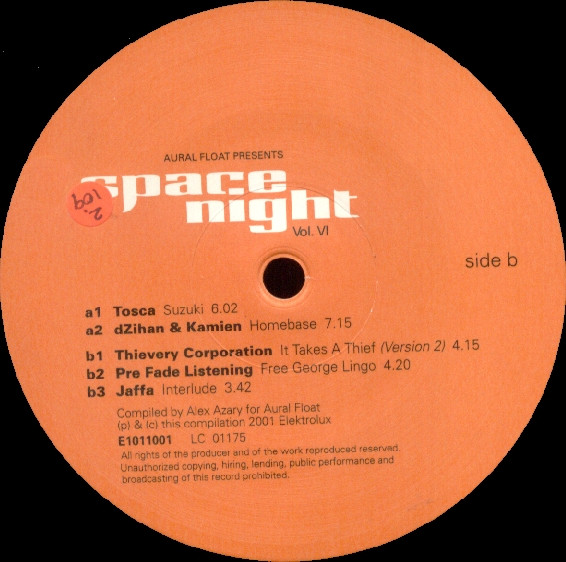 AURAL FLOAT PRESENTS
space
night
Vol. VI
side b
a1 Tosca Suzuki 6.02
a2 dZihan & Kamien Homebase 7.15
b1 Thievery Corporation It Takes A Thief (Version 2) 4.15
b2 Pre Fade Listening Free George Lingo 4.20
b3 Jaffa Interlude 3.42
Compiled by Alex Azary for Aural Float
(p) & (c) this compilation 2001 Elektrolux
E1011001 LC 01175
All rights of the producer and of the work reproduced reserved.
Unauthorized copying, hiring, lending, public performance and
broadcasting of this record prohibited.